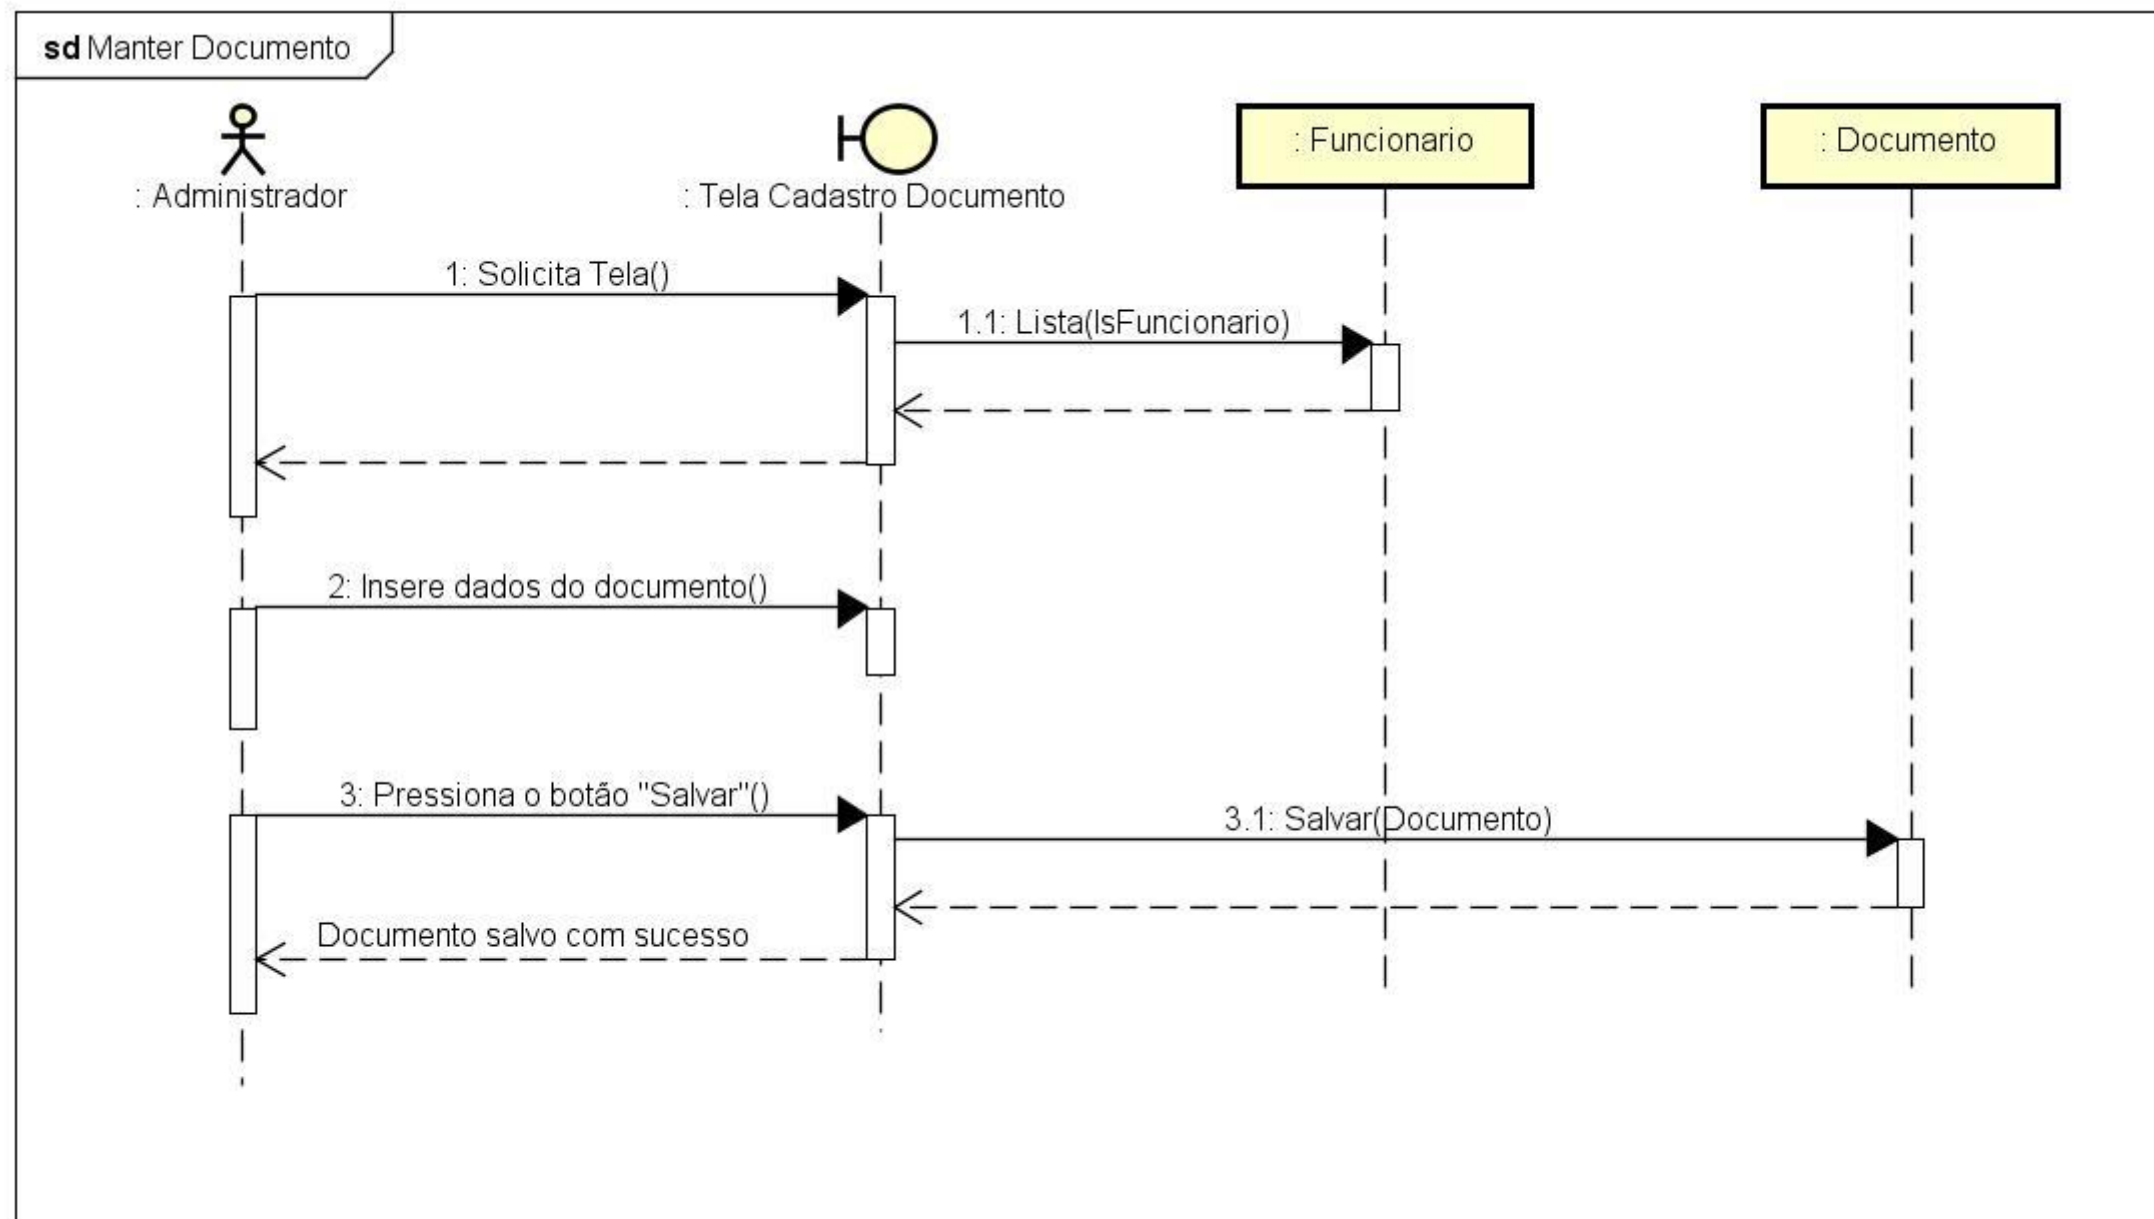 sd Manter Documento
: Administrador
: Tela Cadastro Documento
: Funcionario
: Documento
1: Solicita Tela()
1.1: Lista(lsFuncionario)
2: Insere dados do documento()
3: Pressiona o botão "Salvar"()
3.1: Salvar(Documento)
Documento salvo com sucesso